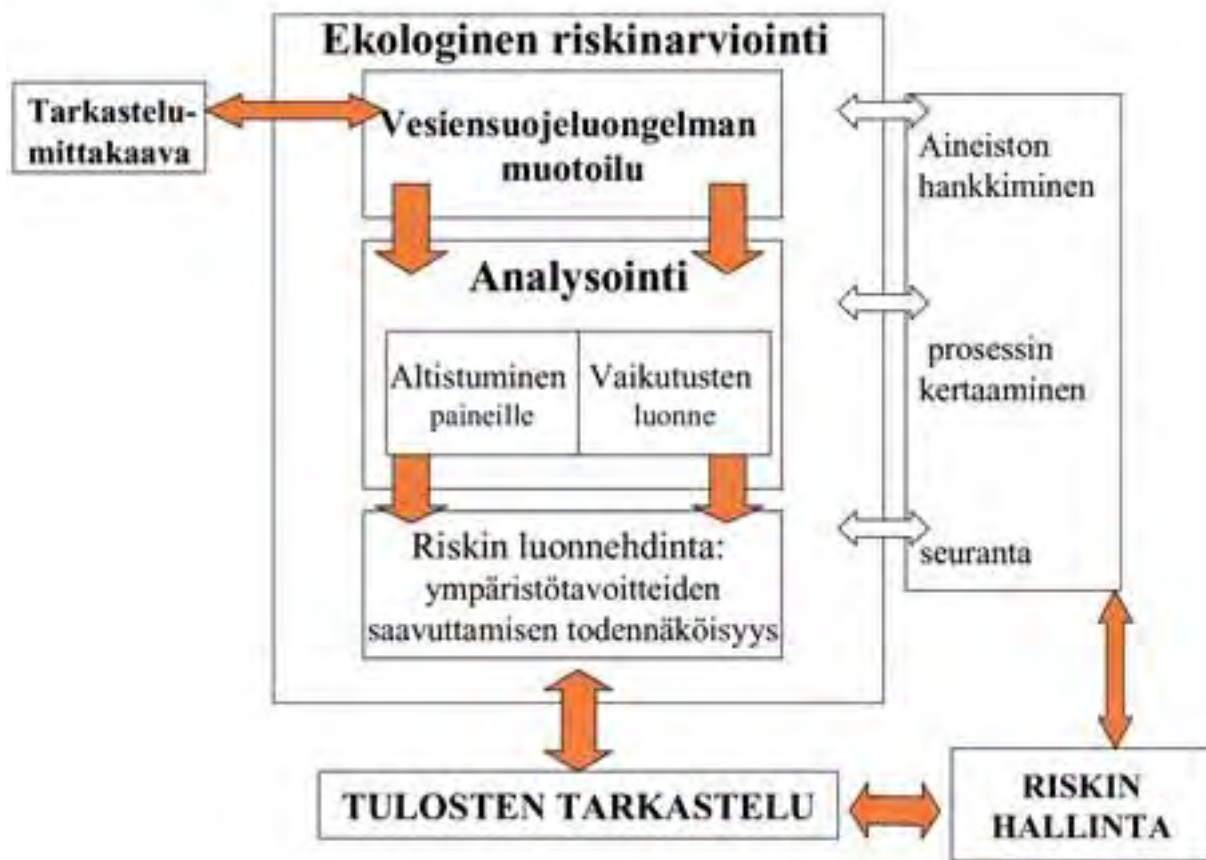 Ekologinen riskinarviointi
Tarkastelu-
mittakaava
Vesiensuojeluongelman
muotoilu
Aineiston
hankkiminen
Analysointi
Altistuminen
paineille
Vaikutusten
luonne
prosessin
kertaaminen
Riskin luonnehdinta:
ympäristötavoitteiden
saavuttamisen todennäköisyys
seuranta
TULOSTEN TARKASTELU
RISKIN
HALLINTA